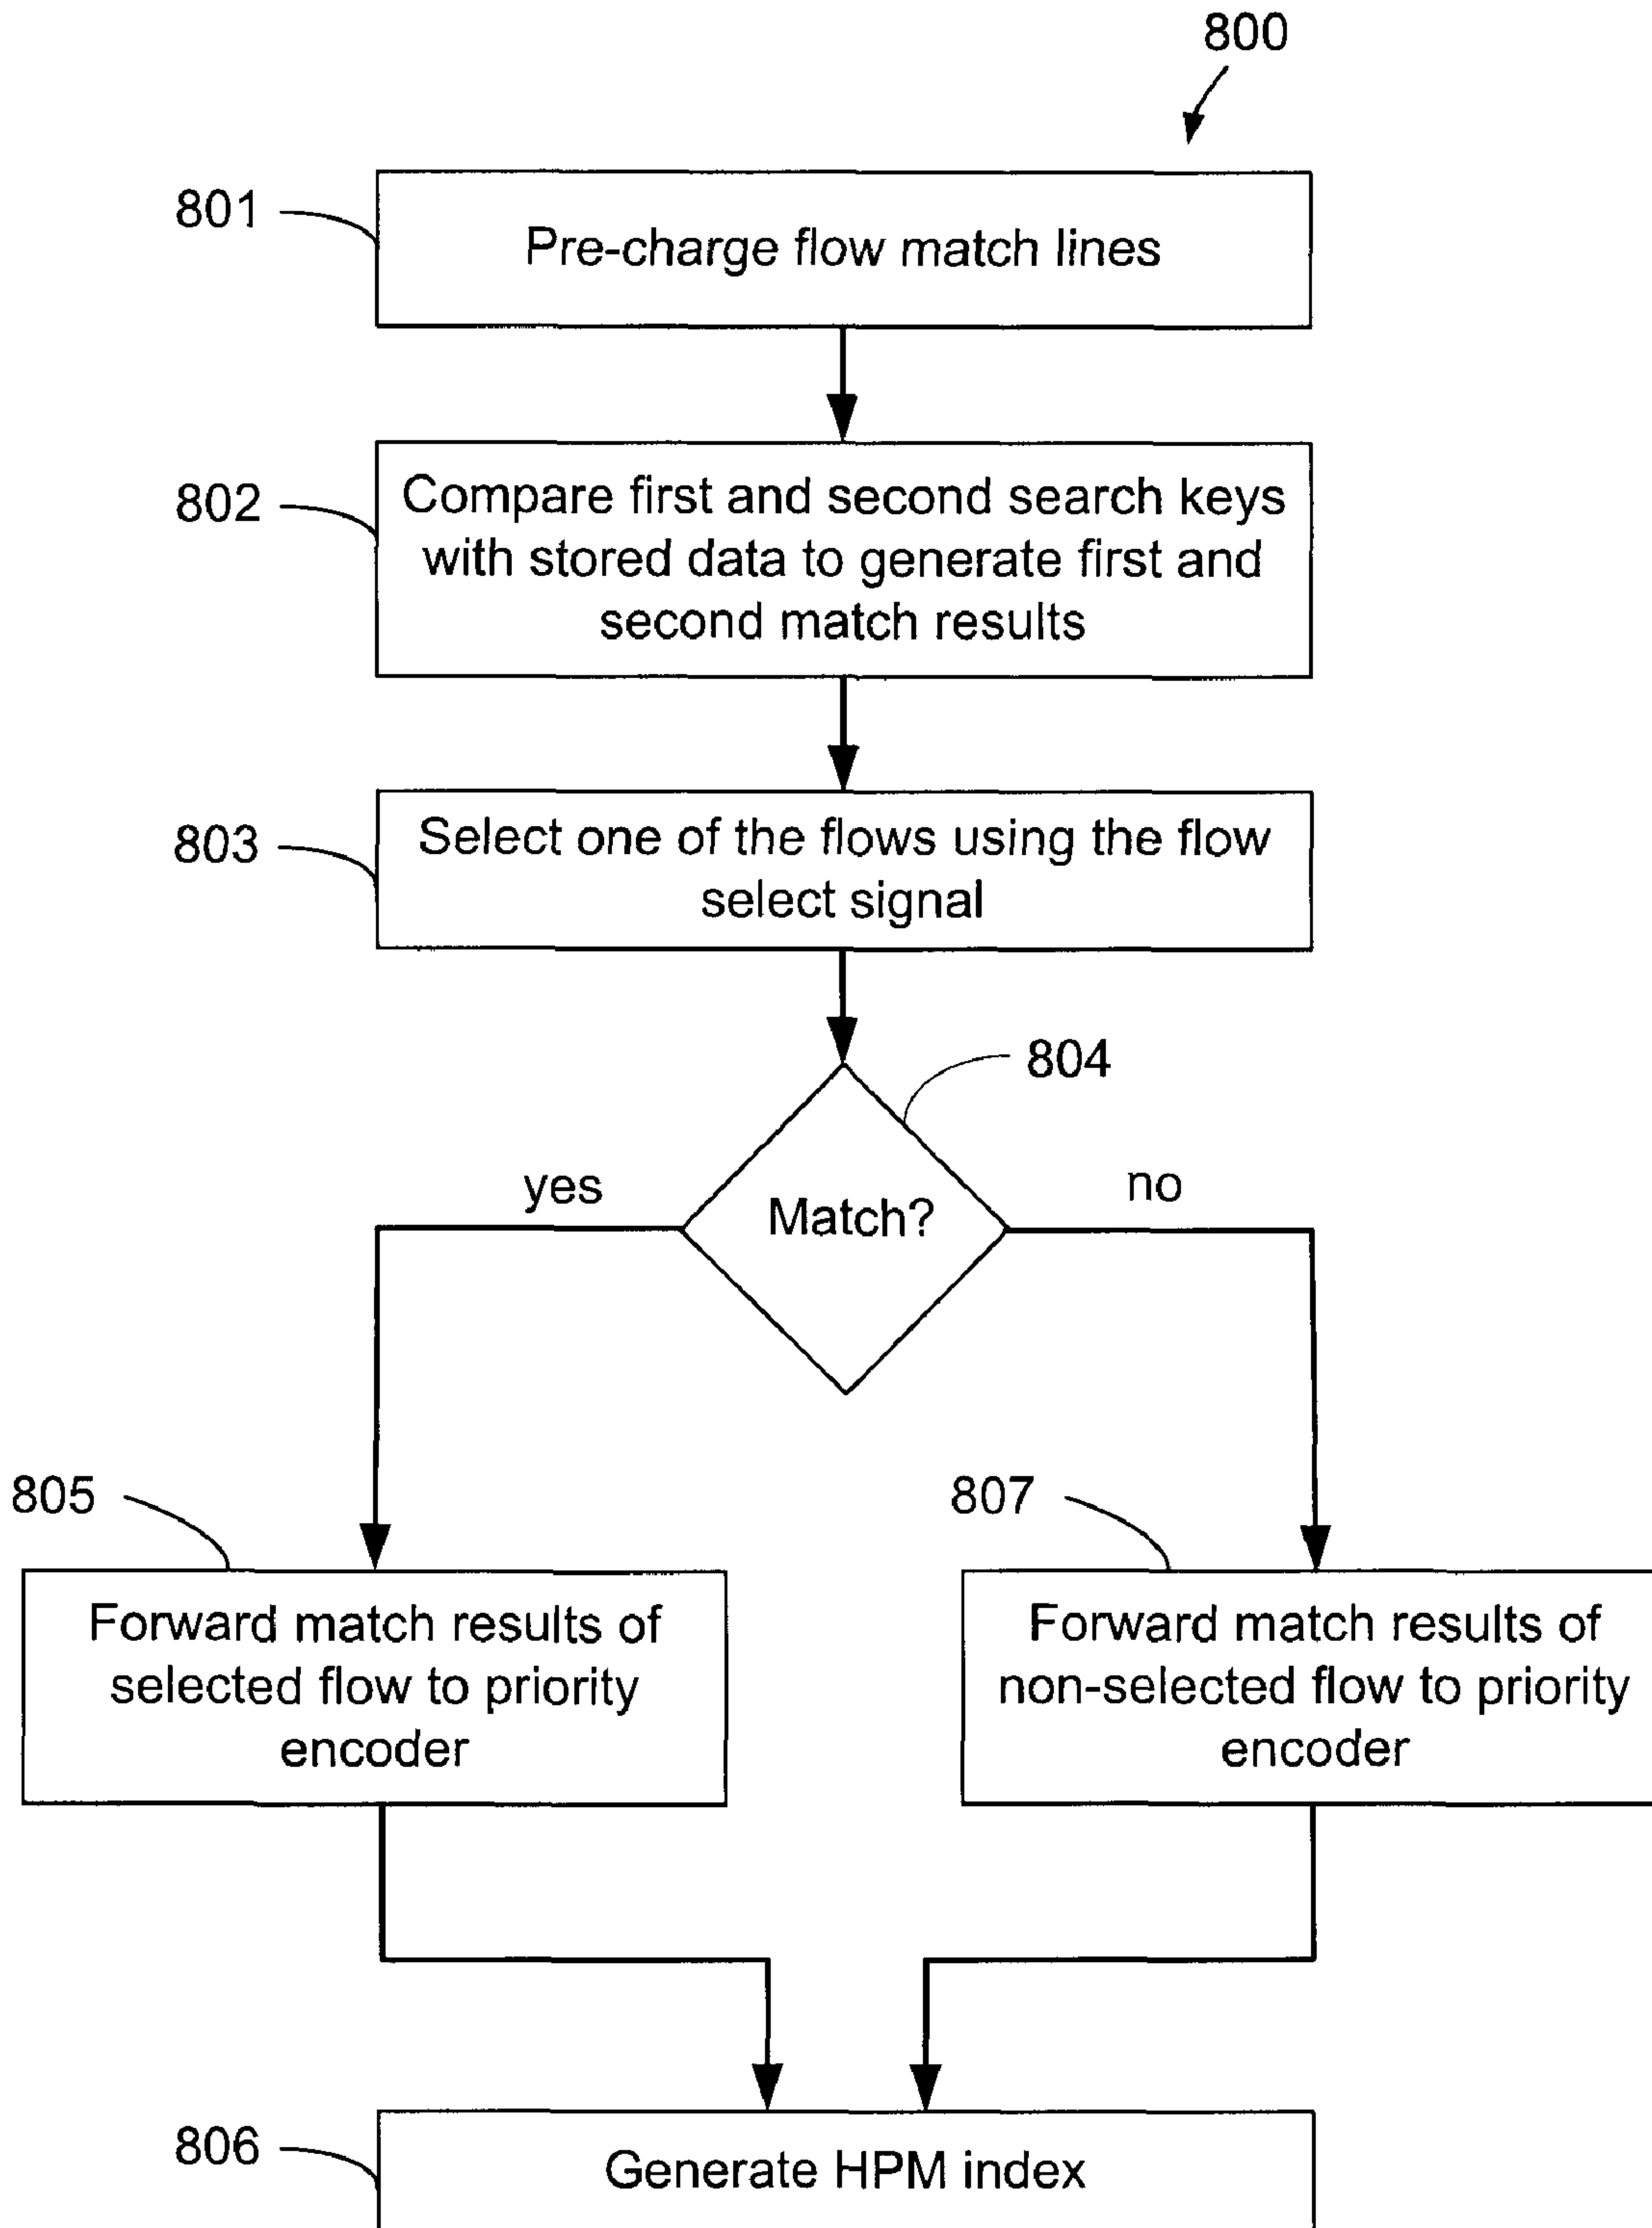 800
801
Pre-charge flow match lines
802
Compare first and second search keys
with stored data to generate first and
second match results
803
Select one of the flows using the flow
select signal
804
yes
Match?
no
805
Forward match results of
selected flow to priority
encoder
807
Forward match results of
non-selected flow to priority
encoder
806
Generate HPM index